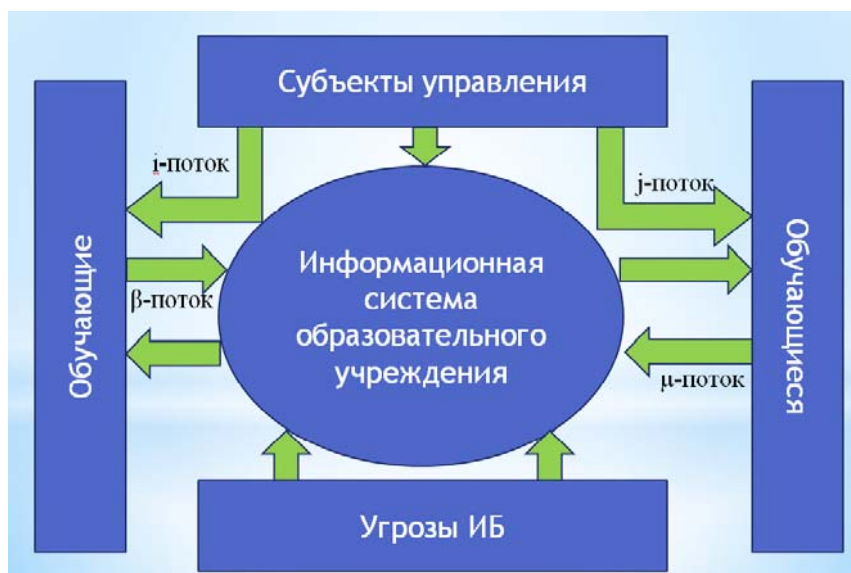 Субъекты управления
i-поток
j-поток
Обучающие
Информационная
система
образовательного
учреждения
Обучающиеся
β-поток
μ-поток
Угрозы ИБ